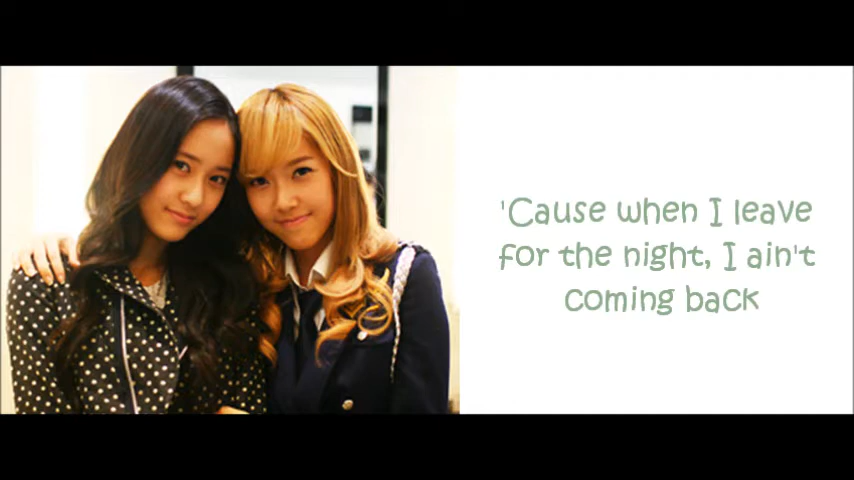 'Cause when I leave
for the night, I ain't
coming back